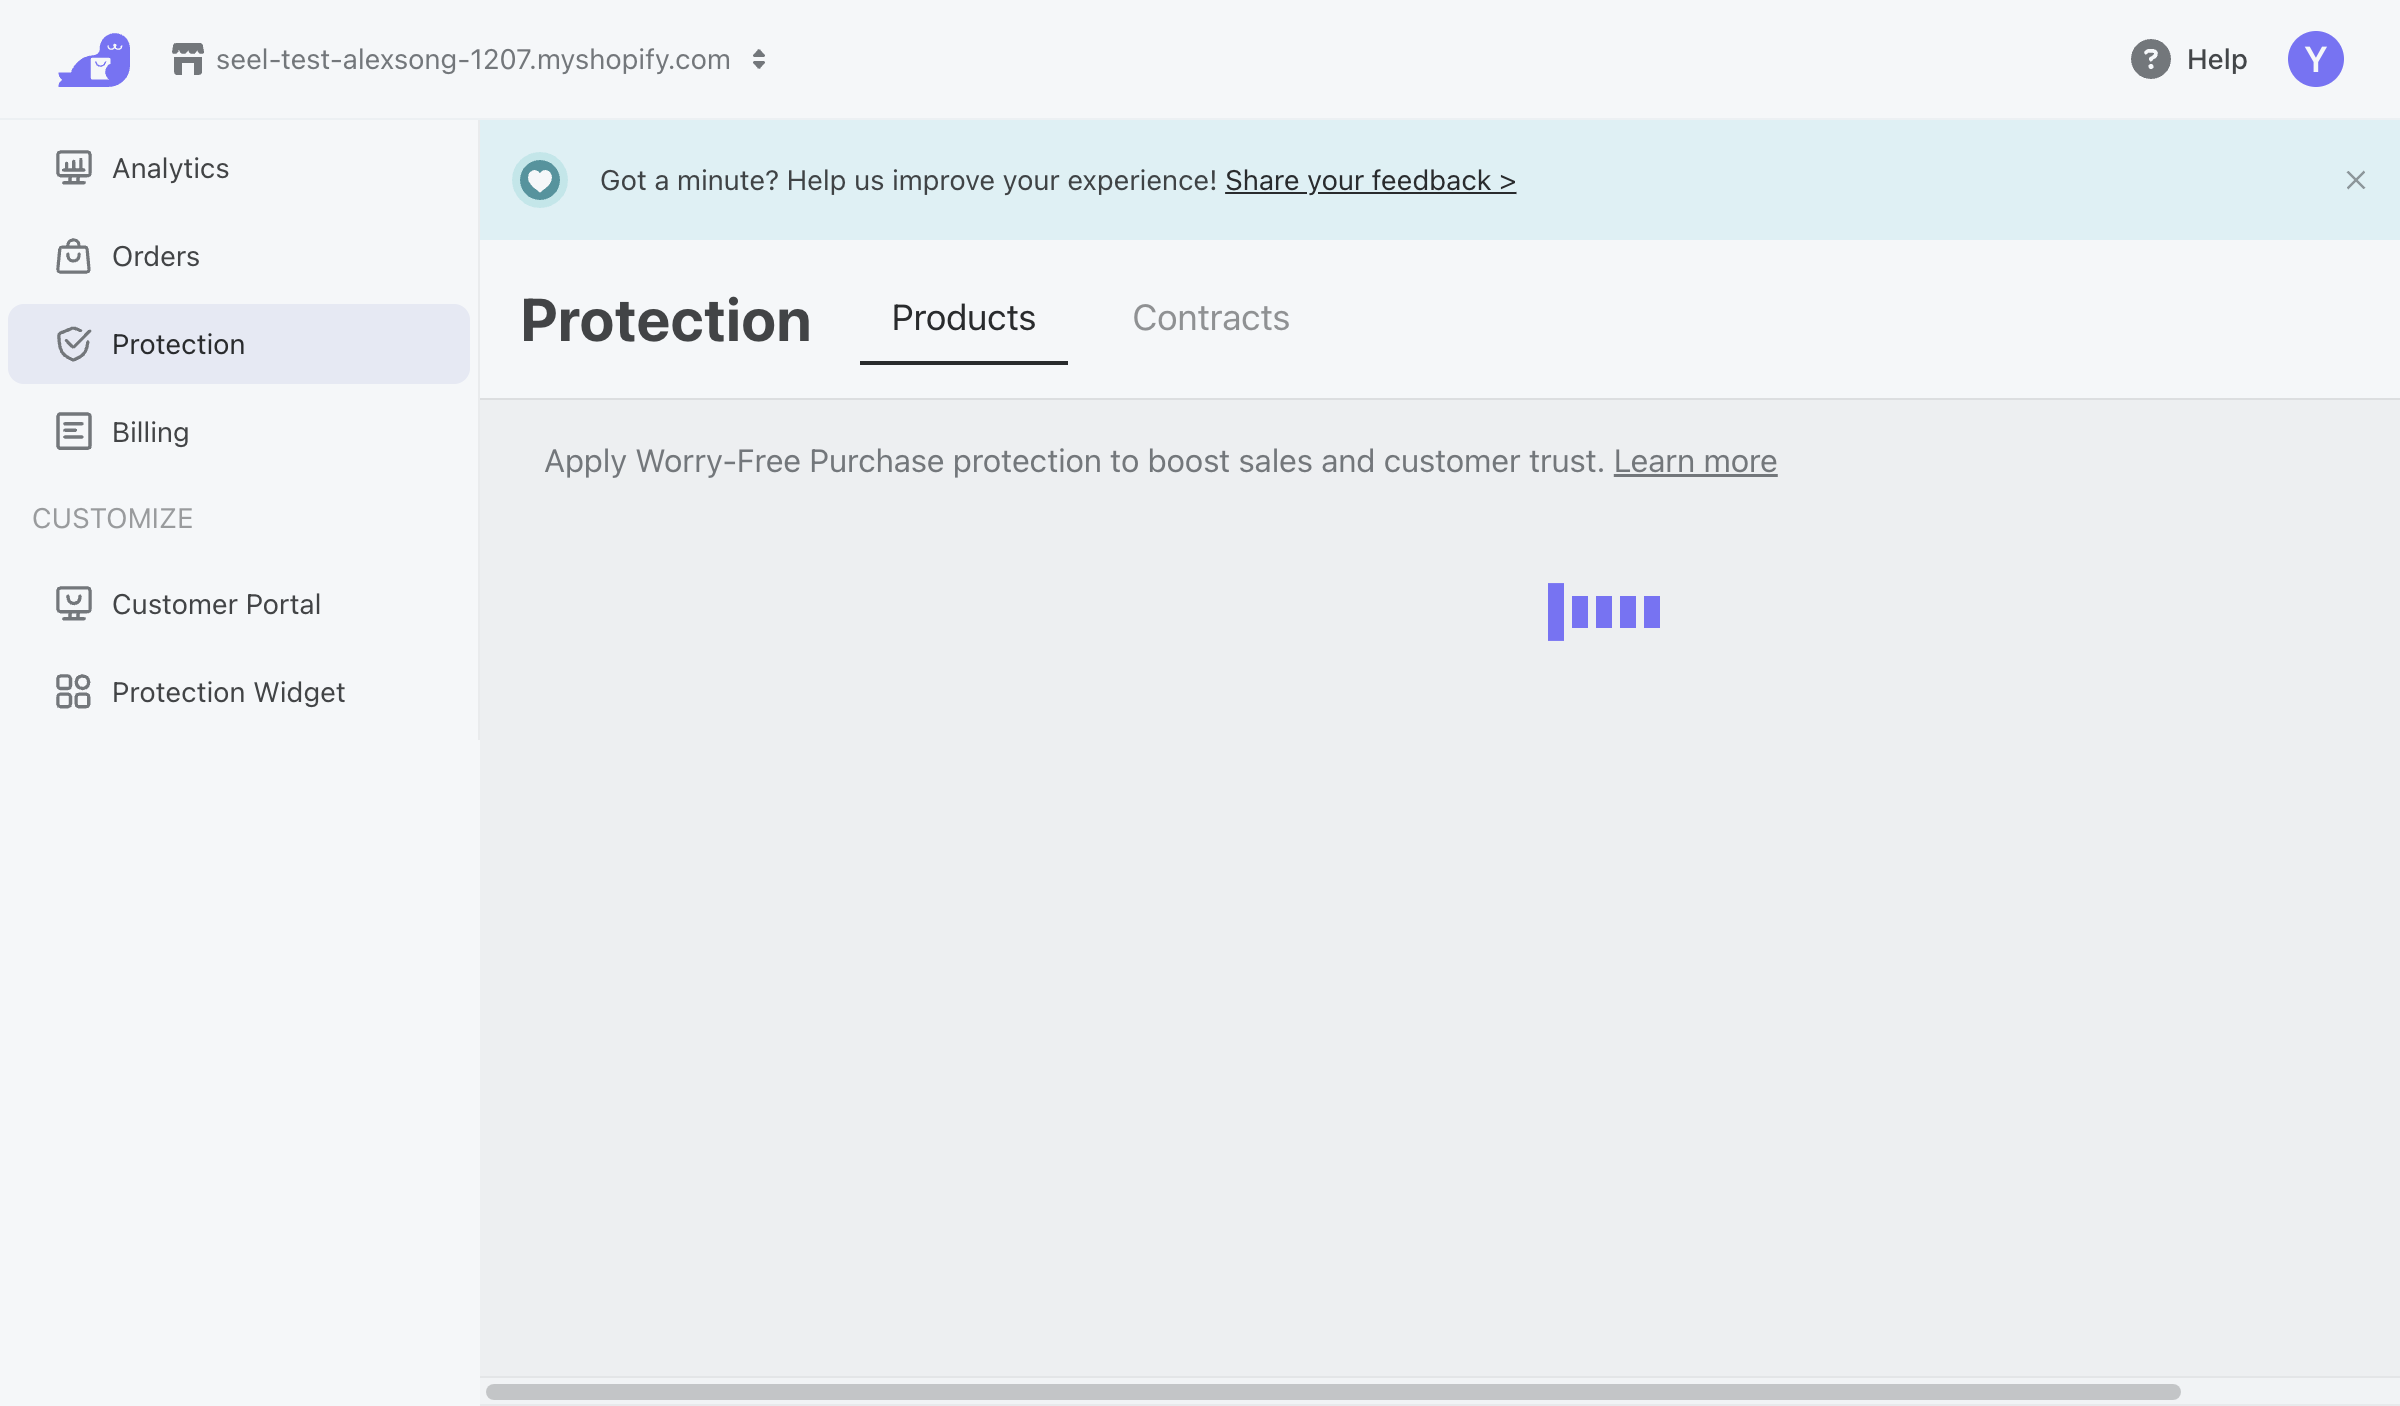 seel-test-alexsong-1207.myshopify.com
? Help
Y
Analytics
Orders
Protection
Billing
CUSTOMIZE
Customer Portal
Protection Widget
Got a minute? Help us improve your experience! Share your feedback >
Protection
Products
Contracts
Apply Worry-Free Purchase protection to boost sales and customer trust. Learn more